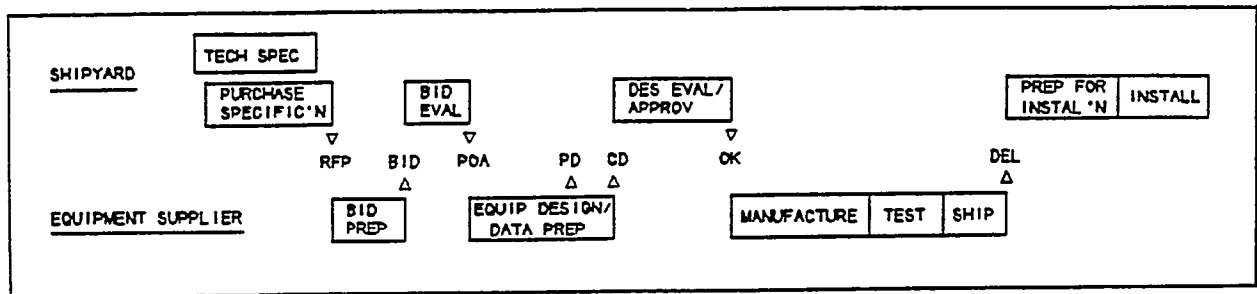 TECH SPEC
SHIPYARD
PURCHASE
SPECIFIC'N
BID
EVAL
DES EVAL/
APPROV
PREP FOR
INSTAL'N
INSTALL
RFP BID POA PD CD OK DEL
EQUIPMENT SUPPLIER
BID
PREP
EQUIP DESIGN/
DATA PREP
MANUFACTURE
TEST
SHIP